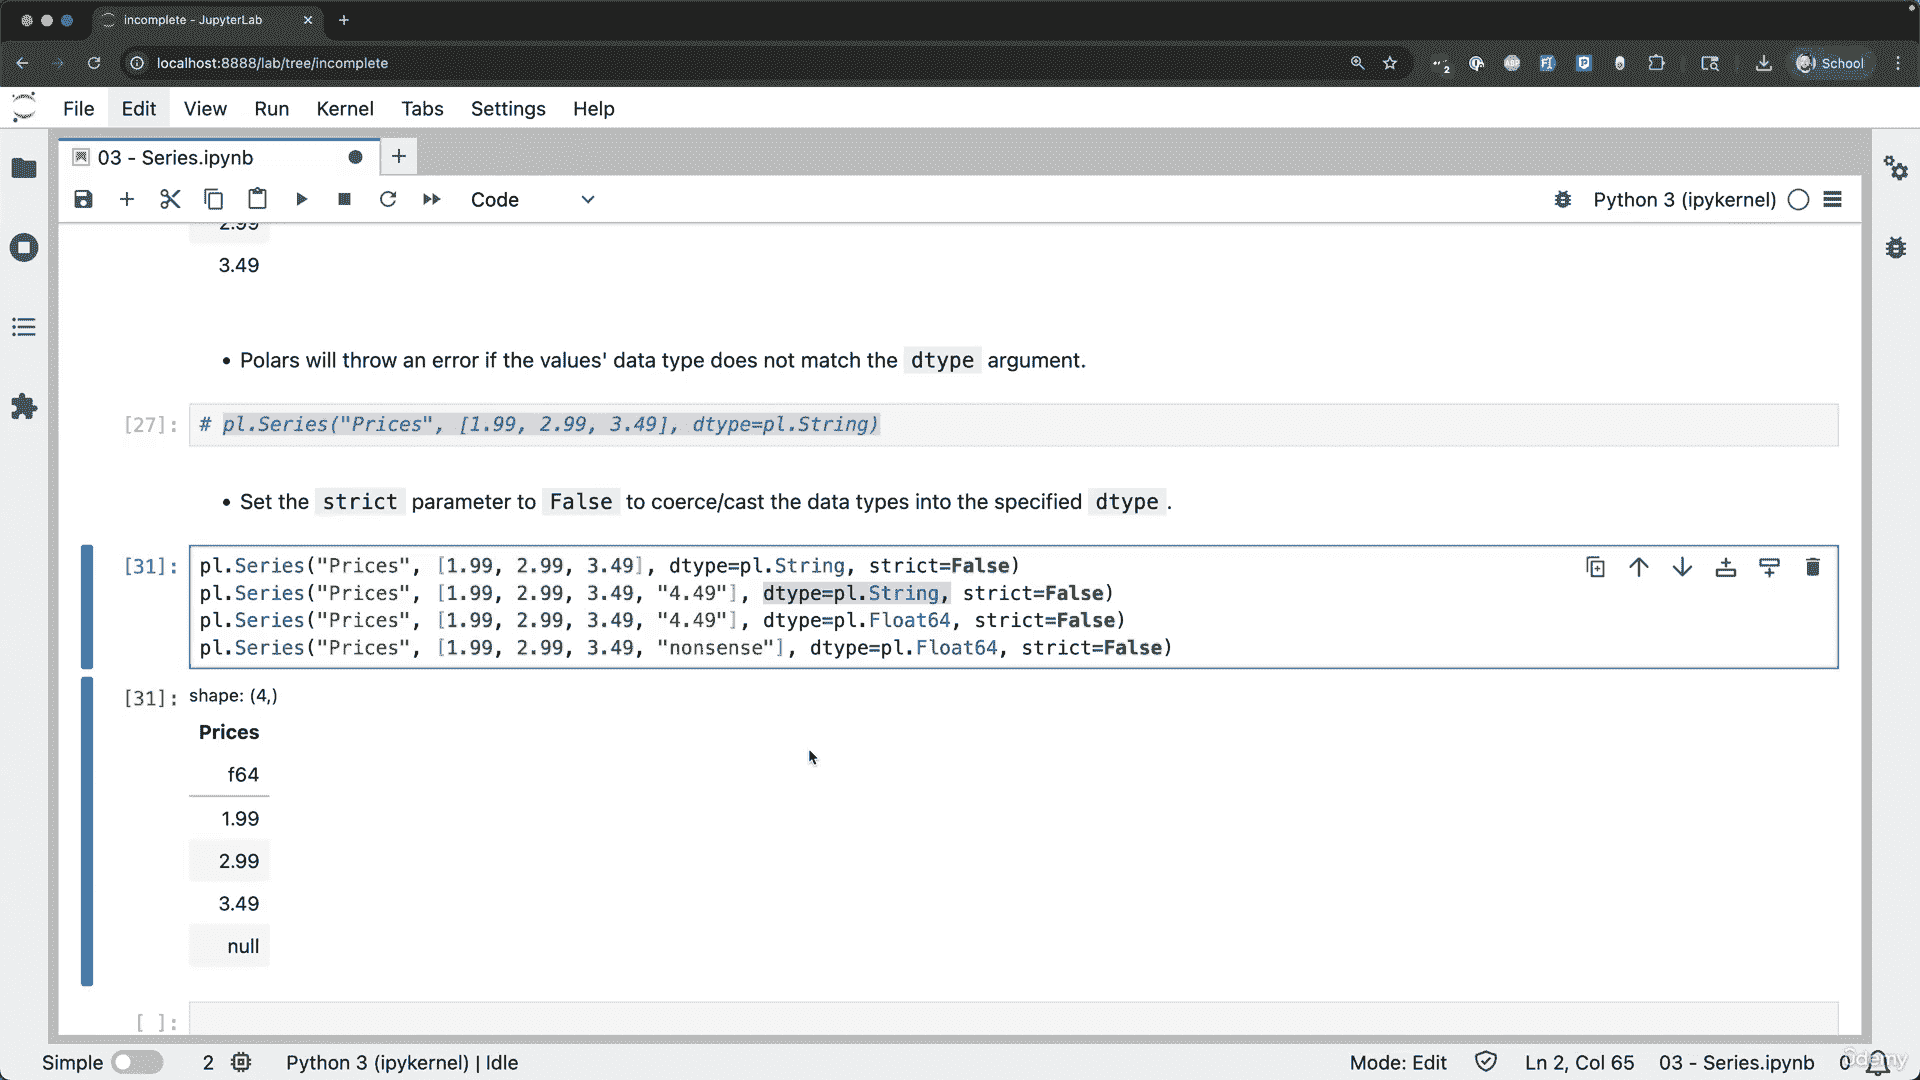 incomplete - JupyterLab
localhost:8888/lab/tree/incomplete
2
ABP
School
File Edit View Run Kernel Tabs Settings Help
03 - Series.ipynb
Code
Python 3 (ipykernel)
2.99
3.49
• Polars will throw an error if the values' data type does not match the dtype argument.
[27]: # pl.Series("Prices", [1.99, 2.99, 3.49], dtype=pl.String)
• Set the strict parameter to False to coerce/cast the data types into the specified dtype.
[31]: pl.Series("Prices", [1.99, 2.99, 3.49], dtype=pl.String, strict=False)
pl.Series("Prices", [1.99, 2.99, 3.49, "4.49"], dtype=pl.String, strict=False)
pl.Series("Prices", [1.99, 2.99, 3.49, "4.49"], dtype=pl.Float64, strict=False)
pl.Series("Prices", [1.99, 2.99, 3.49, "nonsense"], dtype=pl.Float64, strict=False)
[31]: shape: (4,)
Prices
f64
1.99
2.99
3.49
null
[ ]:
Simple 2 Python 3 (ipykernel) | Idle Mode: Edit Ln 2, Col 65 03 - Series.ipynb 0
udemy